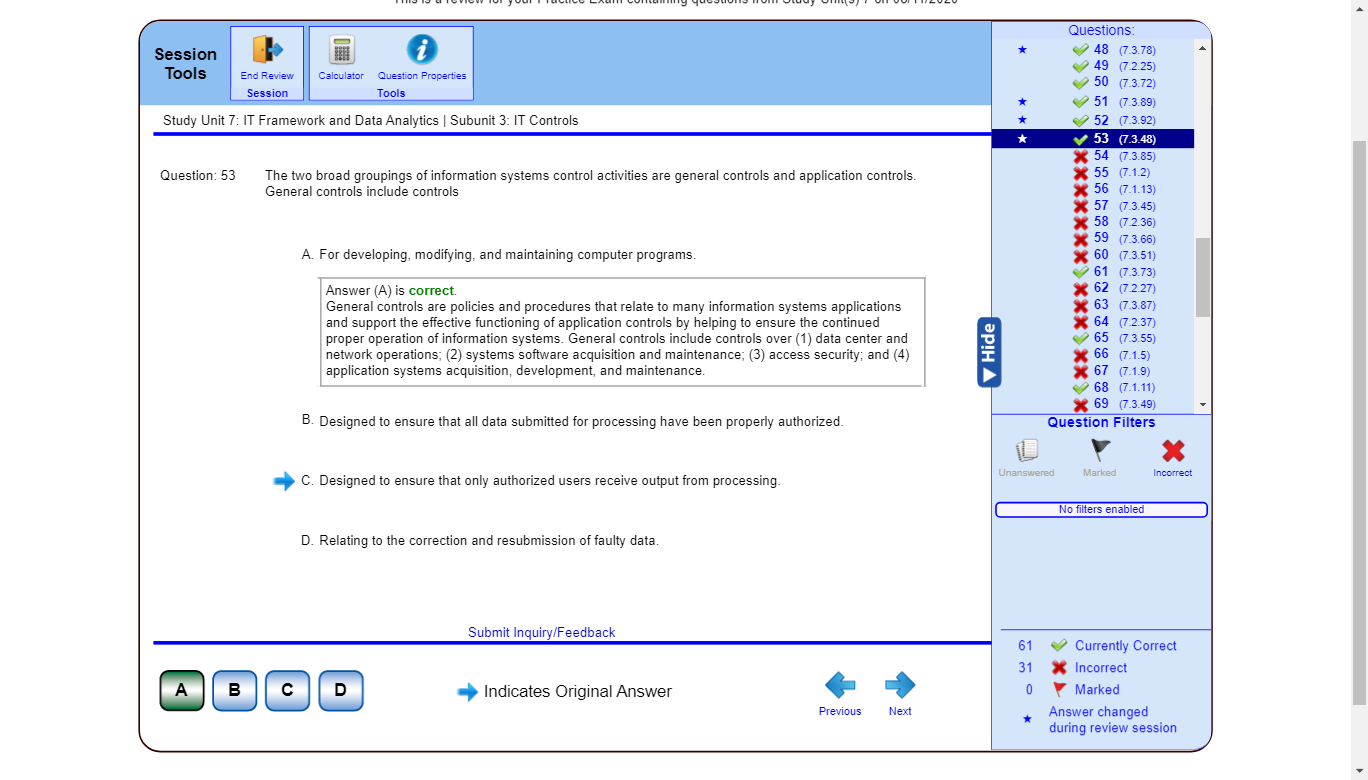 This is a review for your Practice Exam containing questions from Study Unit(s) 7 on 06/11/2020
Session
Tools
End Review
Session
Calculator
Question Properties
Tools
Study Unit 7: IT Framework and Data Analytics | Subunit 3: IT Controls
Question: 53
The two broad groupings of information systems control activities are general controls and application controls.
General controls include controls
A. For developing, modifying, and maintaining computer programs.
Answer (A) is correct.
General controls are policies and procedures that relate to many information systems applications
and support the effective functioning of application controls by helping to ensure the continued
proper operation of information systems. General controls include controls over (1) data center and
network operations; (2) systems software acquisition and maintenance; (3) access security; and (4)
application systems acquisition, development, and maintenance.
B. Designed to ensure that all data submitted for processing have been properly authorized.
C. Designed to ensure that only authorized users receive output from processing.
D. Relating to the correction and resubmission of faulty data.
Submit Inquiry/Feedback
A
B
C
D
Indicates Original Answer
Previous
Next
Hide
Questions:
48 (7.3.78)
49 (7.2.25)
50 (7.3.72)
51 (7.3.89)
52 (7.3.92)
53 (7.3.48)
54 (7.3.85)
55 (7.1.2)
56 (7.1.13)
57 (7.3.45)
58 (7.2.36)
59 (7.3.66)
60 (7.3.51)
61 (7.3.73)
62 (7.2.27)
63 (7.3.87)
64 (7.2.37)
65 (7.3.55)
66 (7.1.5)
67 (7.1.9)
68 (7.1.11)
69 (7.3.49)
Question Filters
Unanswered
Marked
Incorrect
No filters enabled
61 Currently Correct
31 Incorrect
0 Marked
Answer changed
during review session